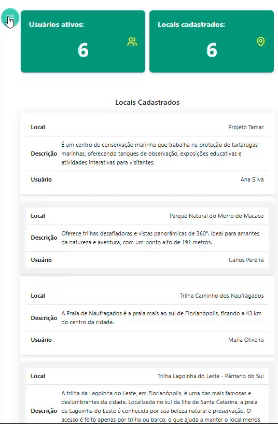 Usuários ativos:
6
Locais cadastrados:
6
Locais Cadastrados
Local Projeto Tamar
É um centro de conservação marinho que trabalha na proteção de tartarugas
Descrição marinhas, oferecendo tanques de observação, exposições educativas e
atividades interativas para visitantes.
Usuário Ana Silva
Local Parque Natural do Morro do Macaco
Descrição Oferece trilhas desafiadoras e vistas panorâmicas de 360°. Ideal para amantes
da natureza e aventura, com um ponto alto de 191 metros.
Usuário Carlos Pereira
Local Trilha Caminho dos Naufragados
Descrição A Praia de Naufragados é a praia mais ao sul de Florianópolis, ficando a 43 km
do centro da cidade.
Usuário Maria Oliveira
Local Trilha Lagoinha do Leste - Pântano do Sul
A trilha da Lagoinha do Leste, em Florianópolis, é uma das mais famosas e
deslumbrantes da cidade. Localizada no sul da Ilha de Santa Catarina, a praia
da Lagoinha do Leste é conhecida por sua beleza natural e preservação. O
Descrição acesso é feito apenas por trilha ou barco, o que ajuda a manter o local menos